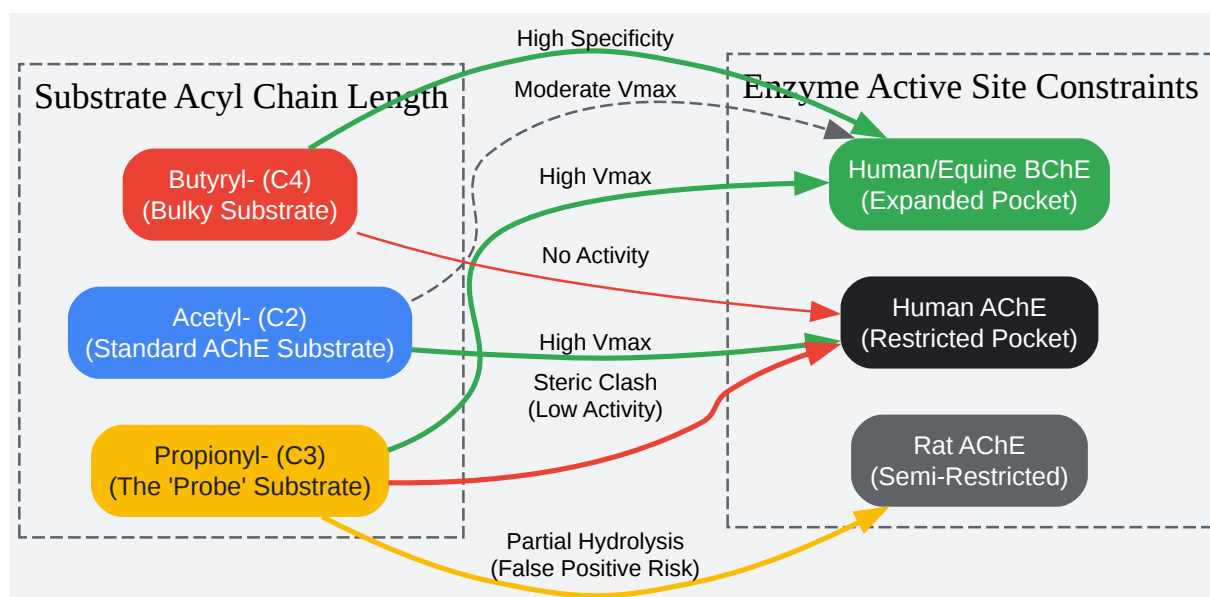 High Specificity
Substrate Acyl Chain Length
Moderate Vmax
Enzyme Active Site Constraints
Butyryl- (C4)
(Bulky Substrate)
High Vmax
Human/Equine BChE
(Expanded Pocket)
No Activity
Acetyl- (C2)
(Standard AChE Substrate)
High Vmax
Human AChE
(Restricted Pocket)
Steric Clash
(Low Activity)
Propionyl- (C3)
(The 'Probe' Substrate)
Rat AChE
(Semi-Restricted)
Partial Hydrolysis
(False Positive Risk)